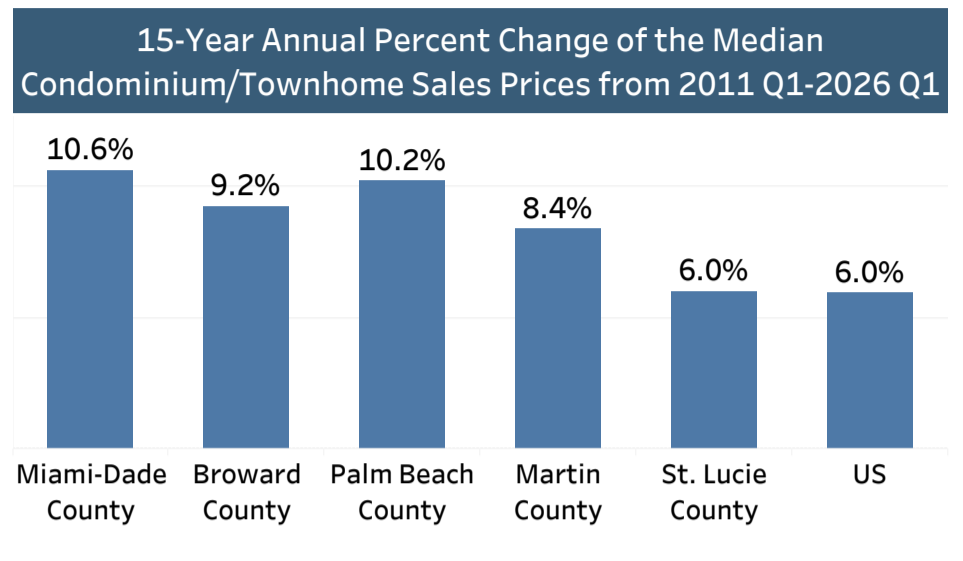 15-Year Annual Percent Change of the Median
Condominium/Townhome Sales Prices from 2011 Q1-2026 Q1
10.6%
9.2%
10.2%
8.4%
6.0%
6.0%
Miami-Dade County
Broward County
Palm Beach County
Martin County
St. Lucie County
US